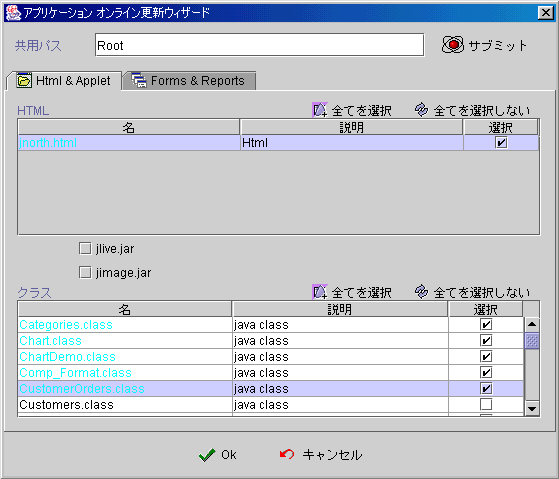 アプリケーション オンライン更新ウィザード
共用パス Root サブミット
Html & Applet Forms & Reports
HTML 全てを選択 全てを選択しない
名 説明 選択
jnorth.html Html
jlive.jar
jimage.jar
クラス 全てを選択 全てを選択しない
名 説明 選択
Categories.class java class
Chart.class java class
ChartDemo.class java class
Comp_Format.class java class
CustomerOrders.class java class
Customers.class java class
Ok キャンセル